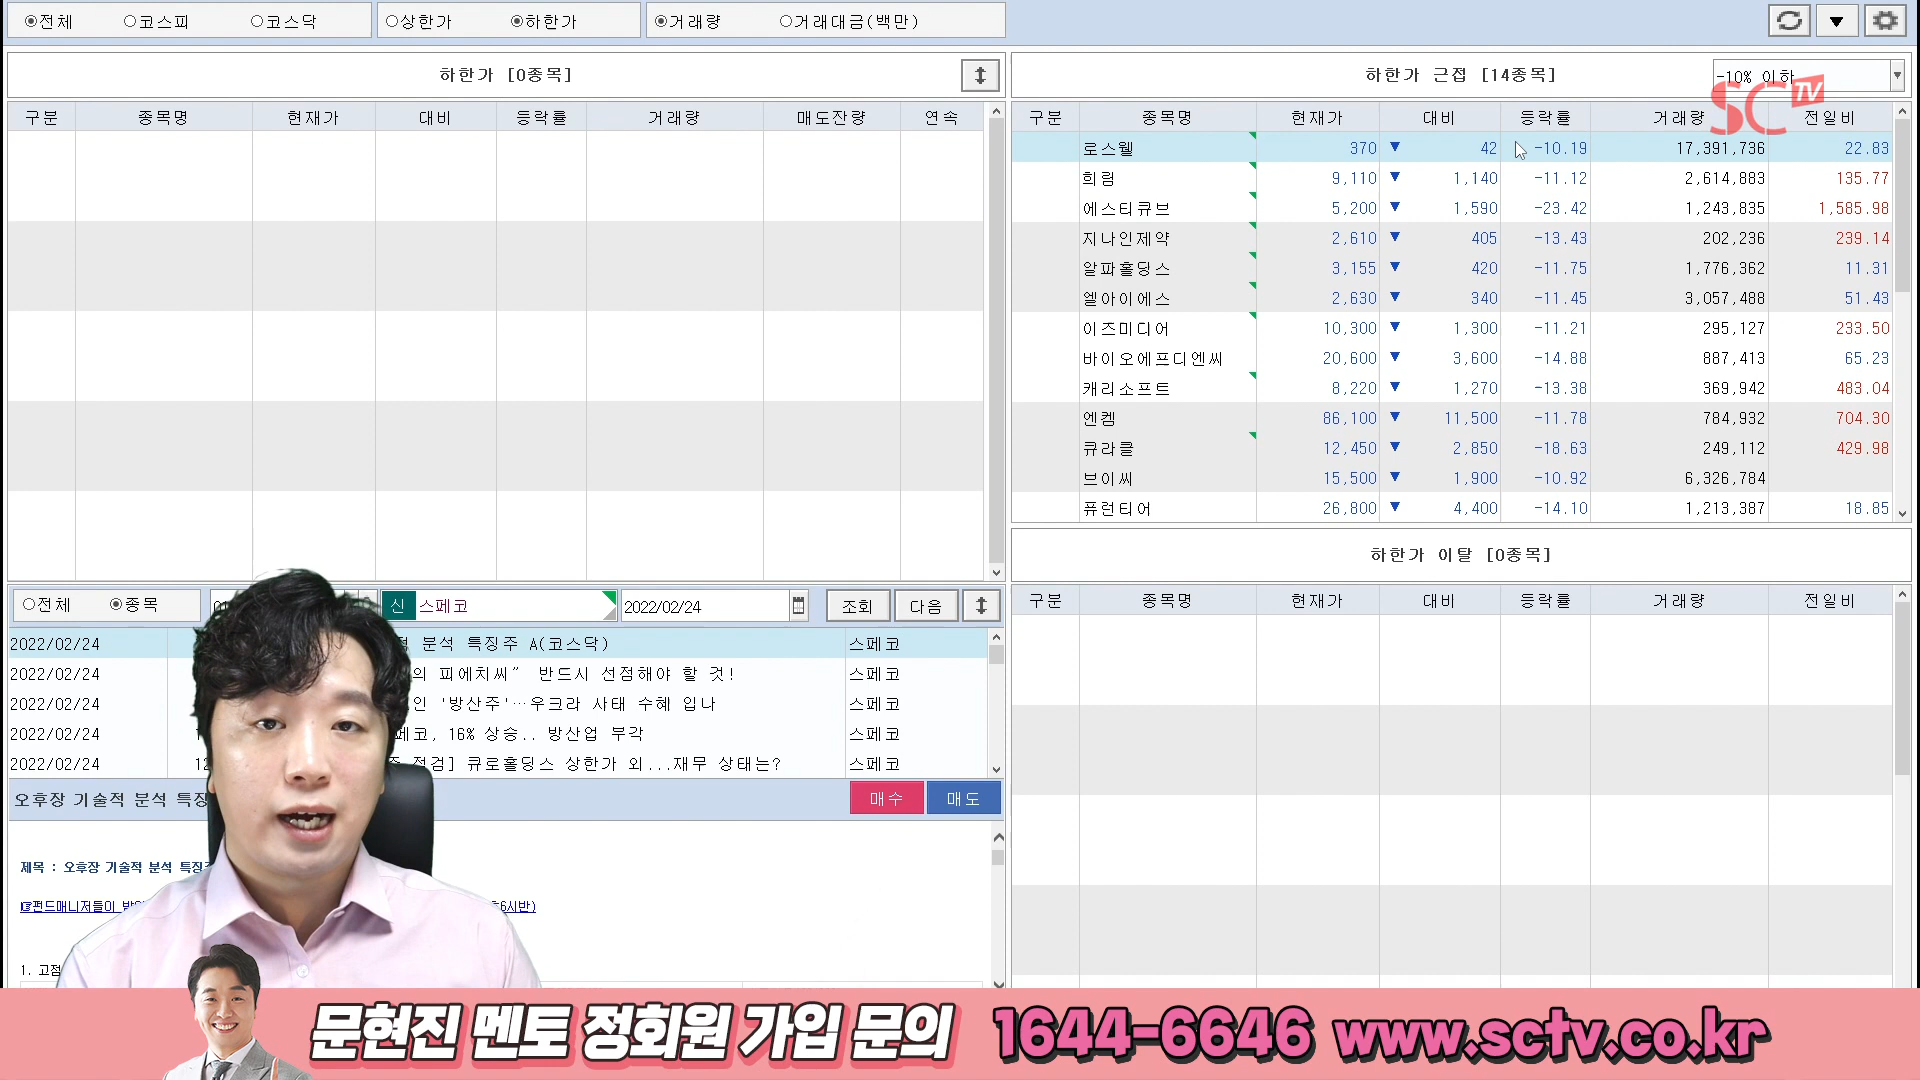 전체 코스피 코스닥 상한가 하한가 거래량 거래대금(백만)
하한가 [0종목]
구분 종목명 현재가 대비 등락률 거래량 매도잔량 연속
하한가 근접 [14종목] -10% 이하
SC TV
구분 종목명 현재가 대비 등락률 거래량 전일비
로스웰 370 ▼ 42 -10.19 17,391,736 22.83
희림 9,110 ▼ 1,140 -11.12 2,614,883 135.77
에스티큐브 5,200 ▼ 1,590 -23.42 1,243,835 1,585.98
지나인제약 2,610 ▼ 405 -13.43 202,236 239.14
알파홀딩스 3,155 ▼ 420 -11.75 1,776,362 11.31
엘아이에스 2,630 ▼ 340 -11.45 3,057,488 51.43
이즈미디어 10,300 ▼ 1,300 -11.21 295,127 233.50
바이오에프디엔씨 20,600 ▼ 3,600 -14.88 887,413 65.23
캐리소프트 8,220 ▼ 1,270 -13.38 369,942 483.04
엔켐 86,100 ▼ 11,500 -11.78 784,932 704.30
큐라클 12,450 ▼ 2,850 -18.63 249,112 429.98
브이씨 15,500 ▼ 1,900 -10.92 6,326,784
퓨런티어 26,800 ▼ 4,400 -14.10 1,213,387 18.85
하한가 이탈 [0종목]
구분 종목명 현재가 대비 등락률 거래량 전일비
전체 종목 신 스페코 2022/02/24 조회 다음
2022/02/24 분석 특징주 A(코스닥) 스페코
2022/02/24 의 피에치씨" 반드시 선점해야 할 것! 스페코
2022/02/24 인 '방산주'…우크라 사태 수혜 입나 스페코
2022/02/24 페코, 16% 상승.. 방산업 부각 스페코
2022/02/24 12 점검] 큐로홀딩스 상한가 외...재무 상태는? 스페코
오후장 기술적 분석 특징 매수 매도
제목 : 오후장 기술적 분석 특징
☞펀드매니저들이 6시반)
1. 고점
문현진 멘토 정회원 가입 문의 1644-6646 www.sctv.co.kr